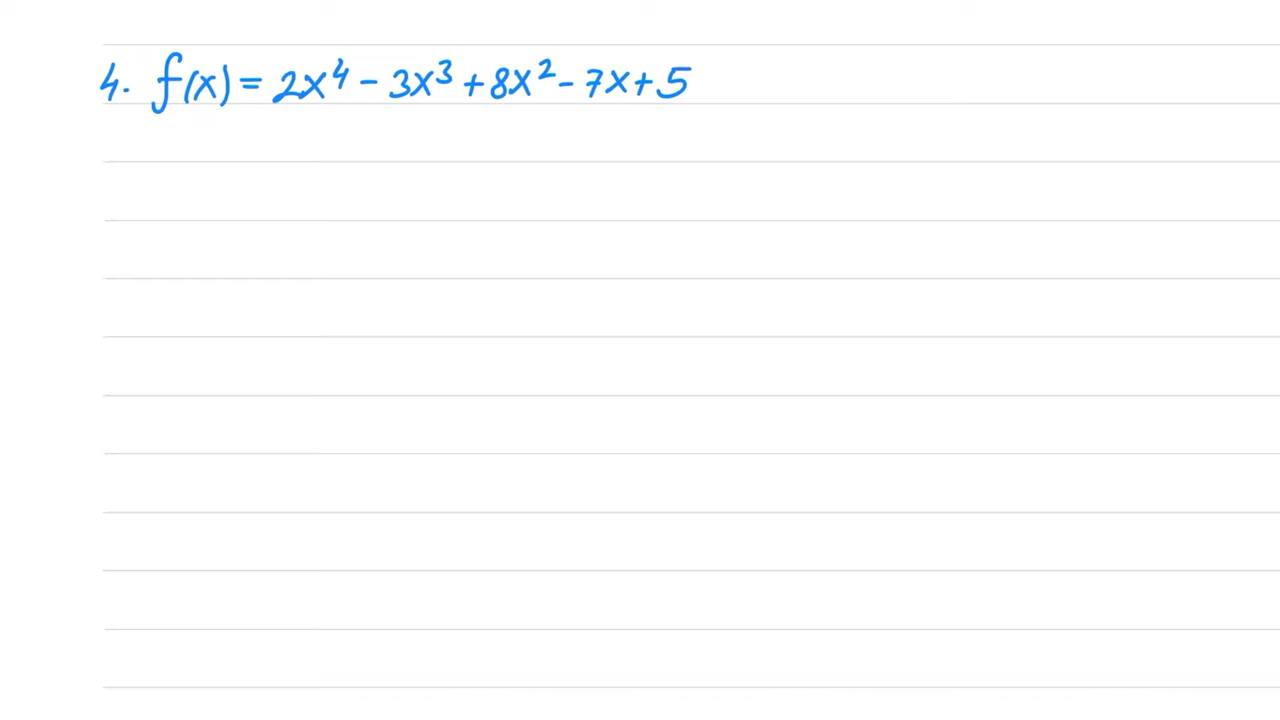 4. f(x) = 2x⁴ - 3x³ + 8x² - 7x + 5